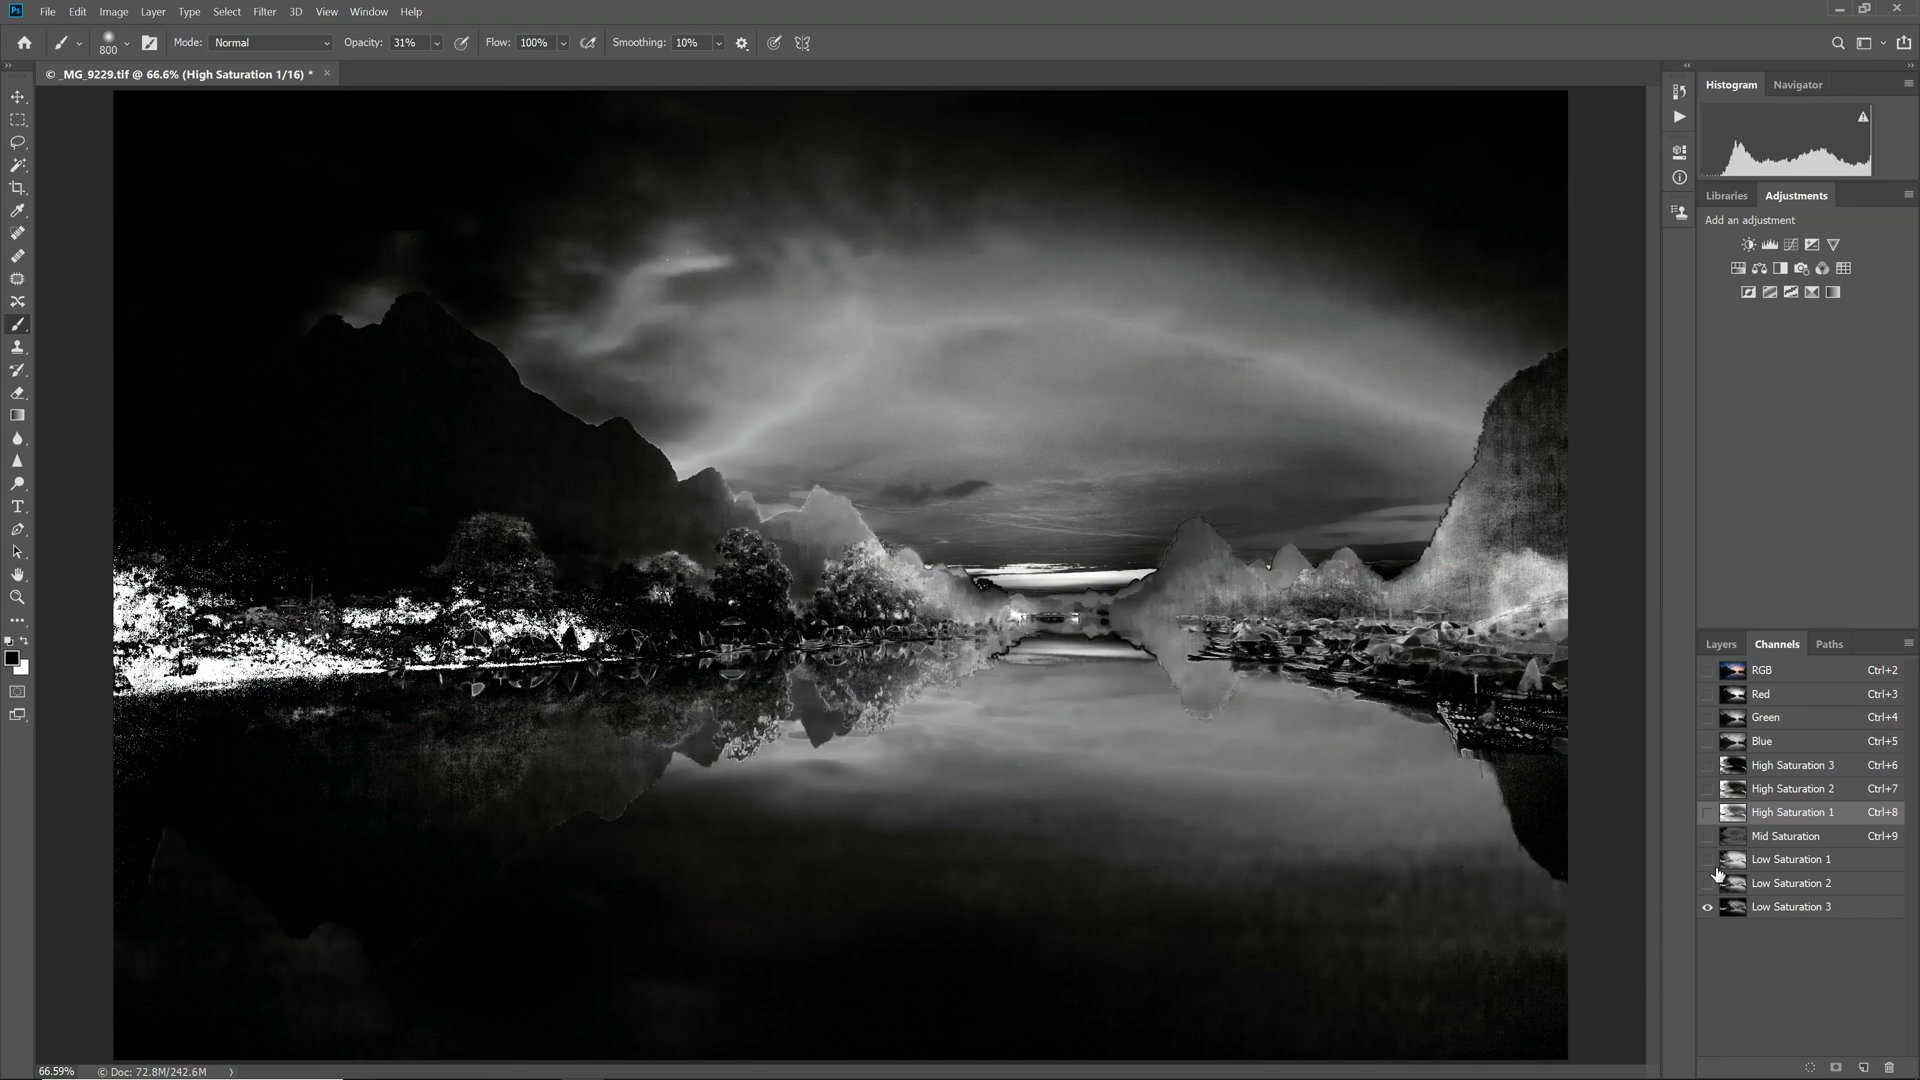 Ps File Edit Image Layer Type Select Filter 3D View Window Help
800 Mode: Normal Opacity: 31% Flow: 100% Smoothing: 10%
© _MG_9229.tif @ 66.6% (High Saturation 1/16) *
Histogram Navigator
Libraries Adjustments
Add an adjustment
Layers Channels Paths
RGB Ctrl+2
Red Ctrl+3
Green Ctrl+4
Blue Ctrl+5
High Saturation 3 Ctrl+6
High Saturation 2 Ctrl+7
High Saturation 1 Ctrl+8
Mid Saturation Ctrl+9
Low Saturation 1
Low Saturation 2
Low Saturation 3
66.59% © Doc: 72.8M/242.6M